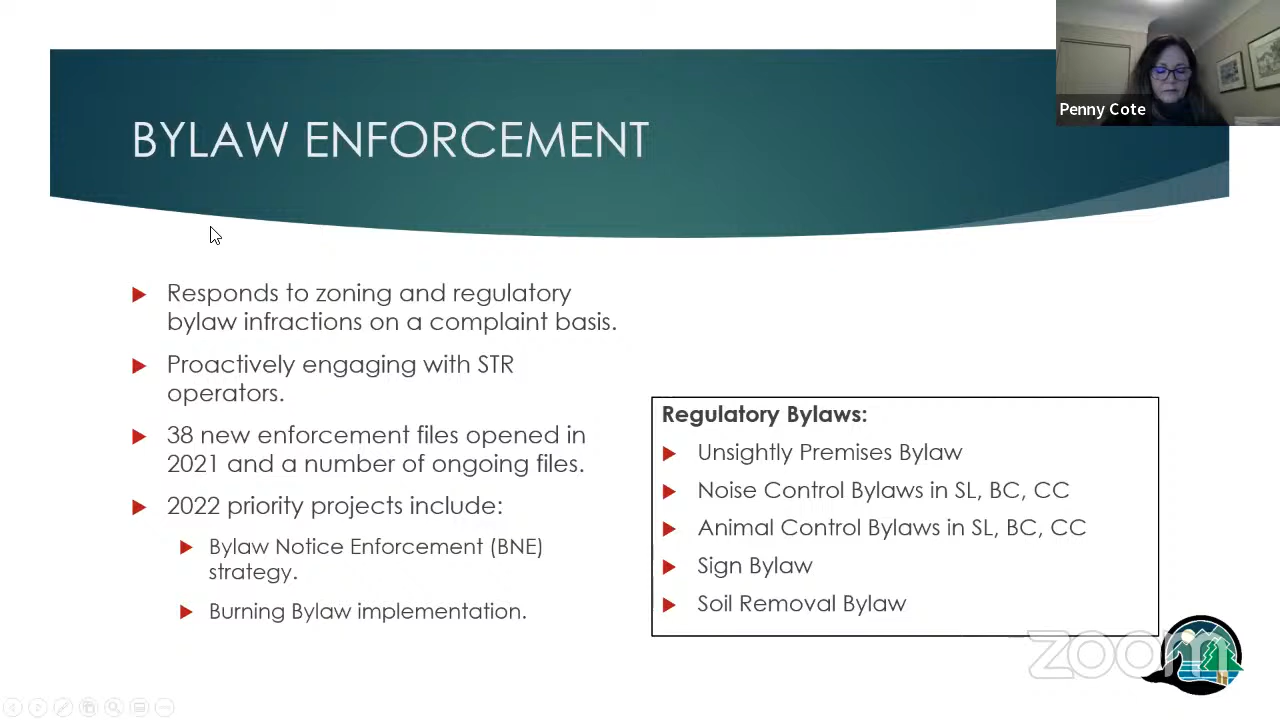 Penny Cote
BYLAW ENFORCEMENT
Responds to zoning and regulatory
bylaw infractions on a complaint basis.
Proactively engaging with STR
operators.
38 new enforcement files opened in
2021 and a number of ongoing files.
2022 priority projects include:
Bylaw Notice Enforcement (BNE)
strategy.
Burning Bylaw implementation.
Regulatory Bylaws:
Unsightly Premises Bylaw
Noise Control Bylaws in SL, BC, CC
Animal Control Bylaws in SL, BC, CC
Sign Bylaw
Soil Removal Bylaw
zoom